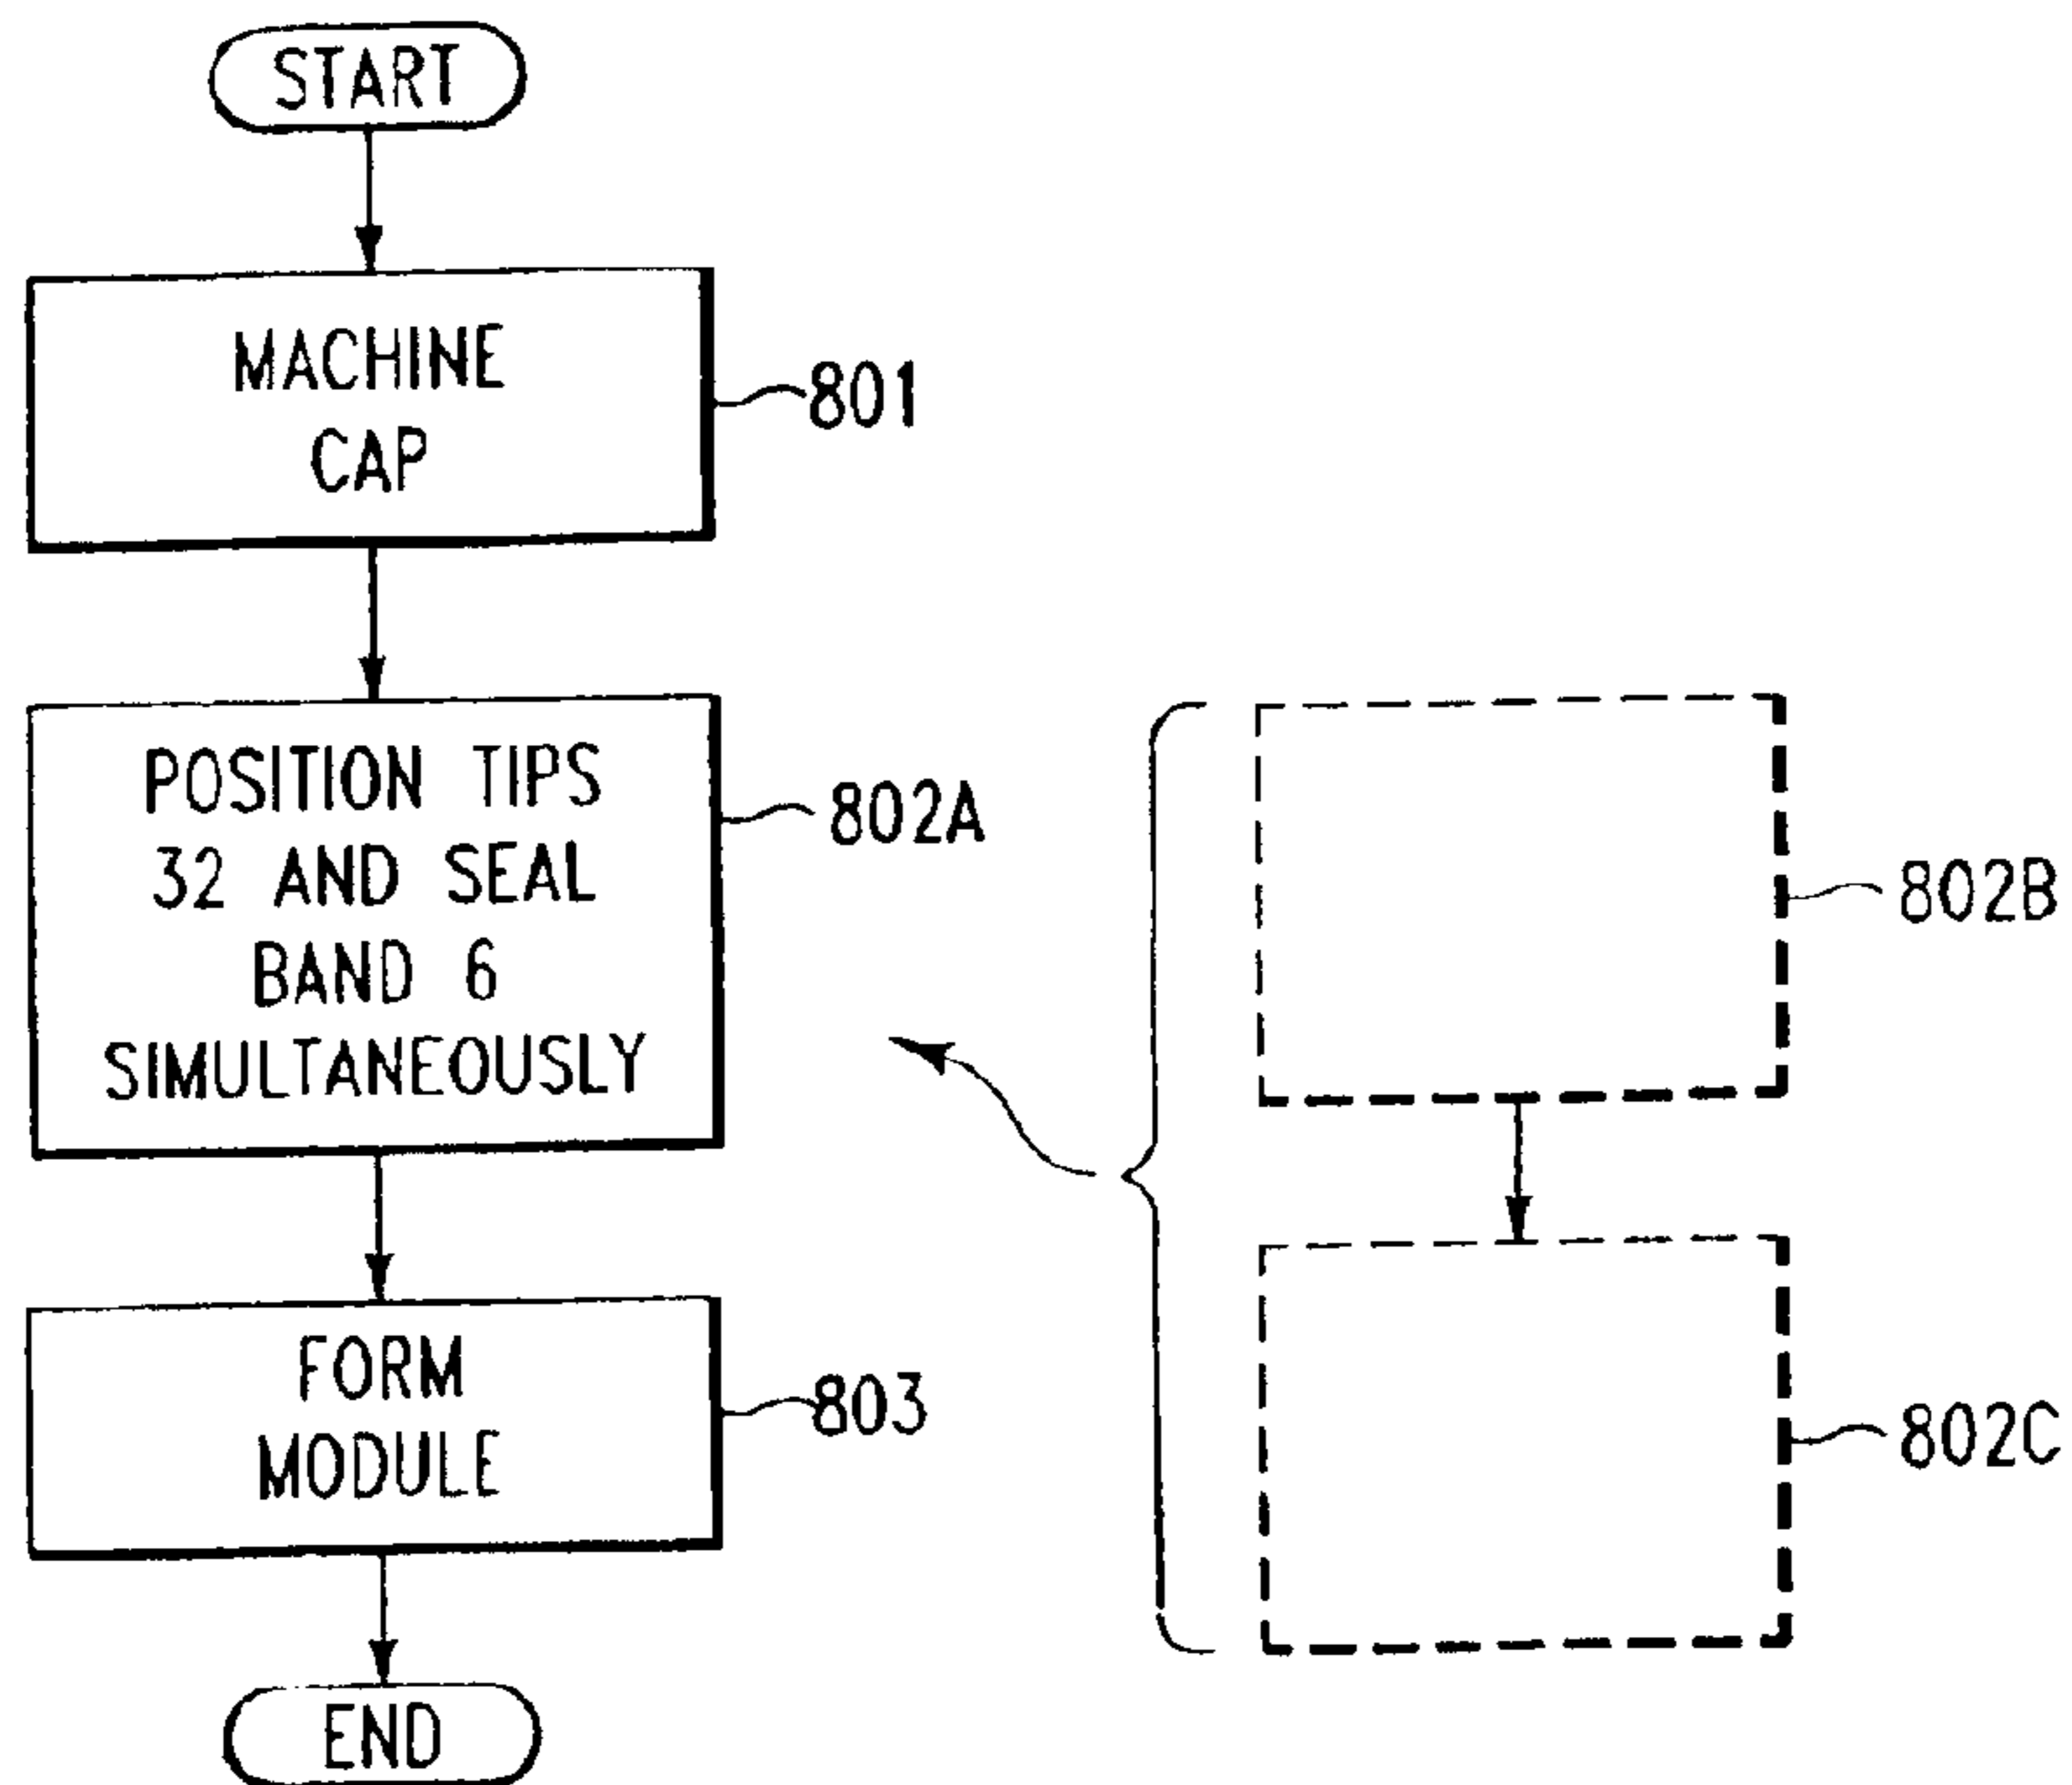 START
MACHINE
CAP
801
POSITION TIPS
32 AND SEAL
BAND 6
SIMULTANEOUSLY
802A
802B
FORM
MODULE
803
802C
END